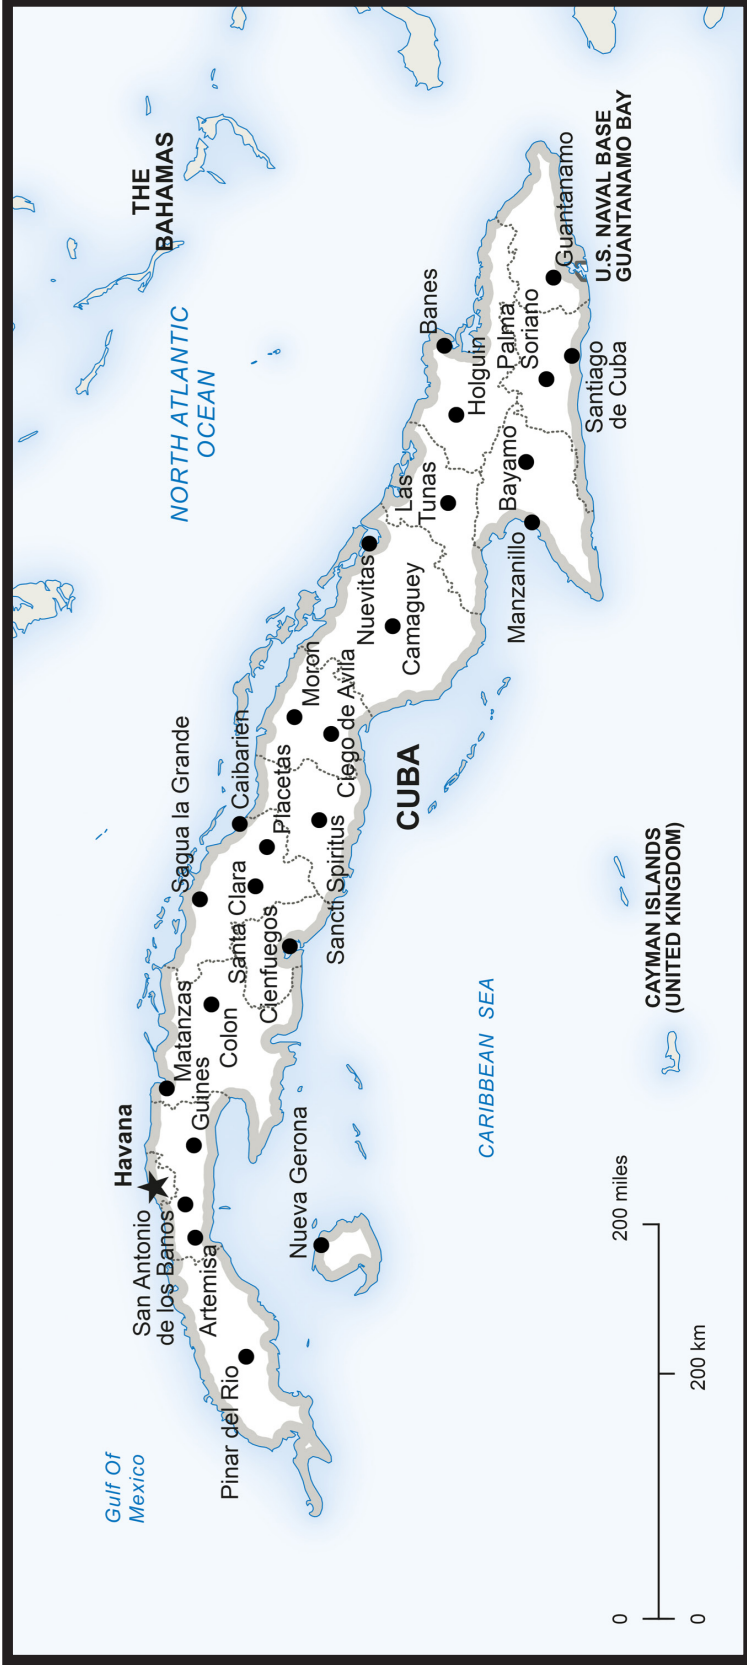 Gulf Of
Mexico
NORTH ATLANTIC
OCEAN
THE
BAHAMAS
Havana
San Antonio
de los Banos
Artemisa
Pinar del Rio
Guines
Matanzas
Colon
Sagua la Grande
Santa Clara
Cienfuegos
Caibarien
Placetas
Sancti Spiritus
Moron
Ciego de Avila
Nuevitas
Camaguey
Las
Tunas
Banes
Holguin
Manzanillo
Bayamo
Palma
Soriano
Santiago
de Cuba
Guantanamo
U.S. NAVAL BASE
GUANTANAMO BAY
Nueva Gerona
CUBA
CARIBBEAN SEA
CAYMAN ISLANDS
(UNITED KINGDOM)
0
200 miles
0
200 km